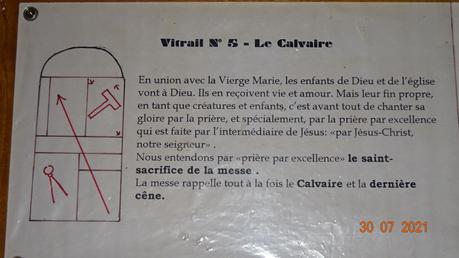 Vitrail N° 5 - Le Calvaire
En union avec la Vierge Marie, les enfants de Dieu et de l'église
vont à Dieu. Ils en reçoivent vie et amour. Mais leur fin propre,
en tant que créatures et enfants, c'est avant tout de chanter sa
gloire par la prière, et spécialement, par la prière par excellence
qui est faite par l'intermédiaire de Jésus: «par Jésus-Christ,
notre seigneur» .
Nous entendons par «prière par excellence» le saint-
sacrifice de la messe .
La messe rappelle tout à la fois le Calvaire et la dernière
cêne.
30 07 2021